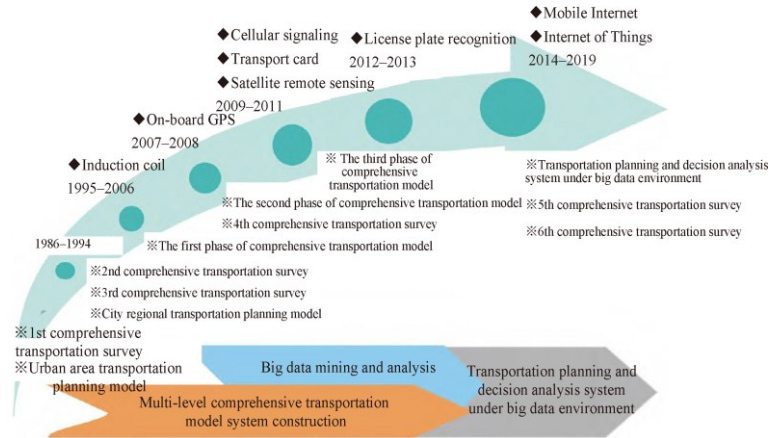 ◆Mobile Internet
◆Internet of Things
2014–2019
◆Cellular signaling
◆Transport card
◆Satellite remote sensing
2009–2011
◆License plate recognition
2012–2013
◆On-board GPS
2007–2008
◆Induction coil
1995–2006
1986–1994
※ The third phase of
comprehensive
transportation model
※Transportation planning and decision analysis
system under big data environment
※5th comprehensive transportation survey
※6th comprehensive transportation survey
※The second phase of comprehensive transportation model
※4th comprehensive transportation survey
※The first phase of comprehensive transportation model
※2nd comprehensive transportation survey
※3rd comprehensive transportation survey
※City regional transportation planning model
※1st comprehensive
transportation survey
※Urban area transportation
planning model
Big data mining and analysis
Multi-level comprehensive transportation
model system construction
Transportation planning and
decision analysis system
under big data environment